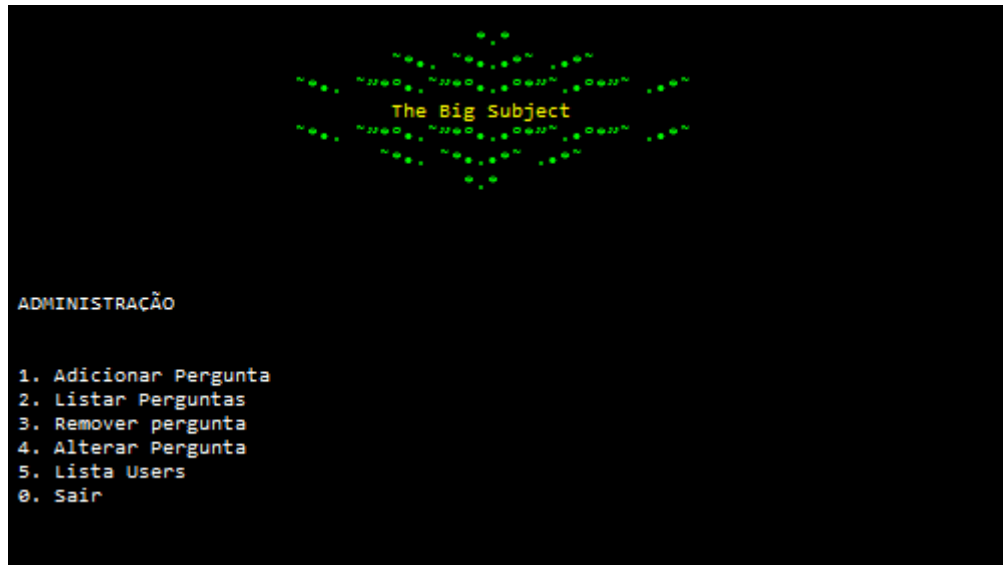 The Big Subject
ADMINISTRAÇÃO
1. Adicionar Pergunta
2. Listar Perguntas
3. Remover pergunta
4. Alterar Pergunta
5. Lista Users
0. Sair